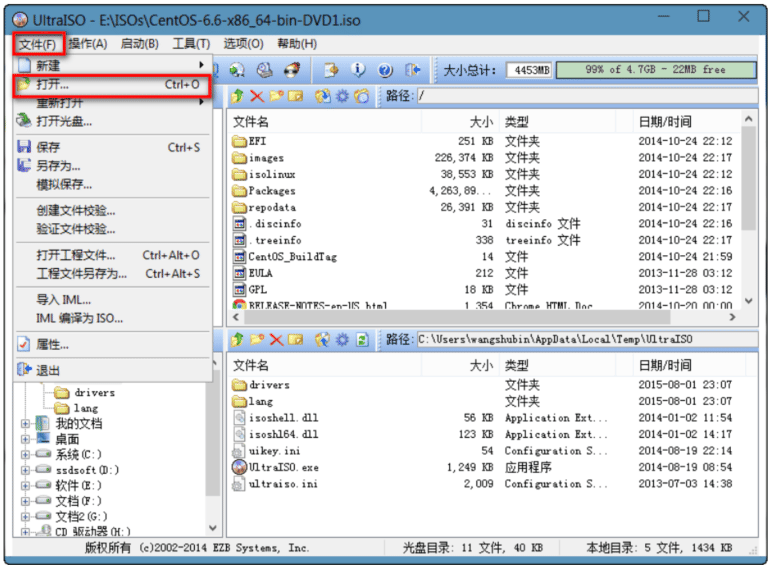 UltraISO - E:\ISOs\CentOS-6.6-x86_64-bin-DVD1.iso
文件(F) 操作(A) 启动(B) 工具(T) 选项(O) 帮助(H)
新建
打开... Ctrl+O
重新打开
打开光盘...
保存 Ctrl+S
另存为...
模拟保存...
创建文件校验...
验证文件校验...
打开工程文件... Ctrl+Alt+O
工程文件另存为... Ctrl+Alt+S
导入 IML...
IML 编译为 ISO...
属性...
退出
大小总计: 4453MB 99% of 4.7GB - 22MB free
路径: /
文件名 大小 类型 日期/时间
EFI 251 KB 文件夹 2014-10-24 22:12
images 226,374 KB 文件夹 2014-10-24 22:17
isolinux 38,553 KB 文件夹 2014-10-24 22:12
Packages 4,263,89... 文件夹 2014-10-24 22:16
repodata 26,391 KB 文件夹 2014-10-24 22:17
.discinfo 31 discinfo 文件 2014-10-24 22:16
.treeinfo 338 treeinfo 文件 2014-10-24 22:17
CentOS_BuildTag 14 文件 2014-10-24 21:59
EULA 212 文件 2013-11-28 03:12
GPL 18 KB 文件 2013-11-28 03:12
RELEASE-NOTES-en-US.html 1,354 Chrome HTML Doc 2014-10-20 00:00
路径: C:\Users\wangshubin\AppData\Local\Temp\UltraISO
文件名 大小 类型 日期/时间
drivers 文件夹 2015-08-01 23:07
lang 文件夹 2015-08-01 23:07
isoshell.dll 56 KB Application Ext... 2014-01-02 11:54
isoshl64.dll 123 KB Application Ext... 2014-01-02 14:17
uikey.ini 54 Configuration S... 2014-08-19 22:14
UltraISO.exe 1,249 KB 应用程序 2014-08-19 08:54
ultraiso.ini 2,009 Configuration S... 2013-07-03 14:38
drivers
lang
我的文档
桌面
系统(C:)
ssdsoft(D:)
软件(E:)
文档(F:)
文档2(G:)
CD 驱动器(H:)
版权所有 (c)2002-2014 EZB Systems, Inc. 光盘目录: 11 文件, 40 KB 本地目录: 5 文件, 1434 KB